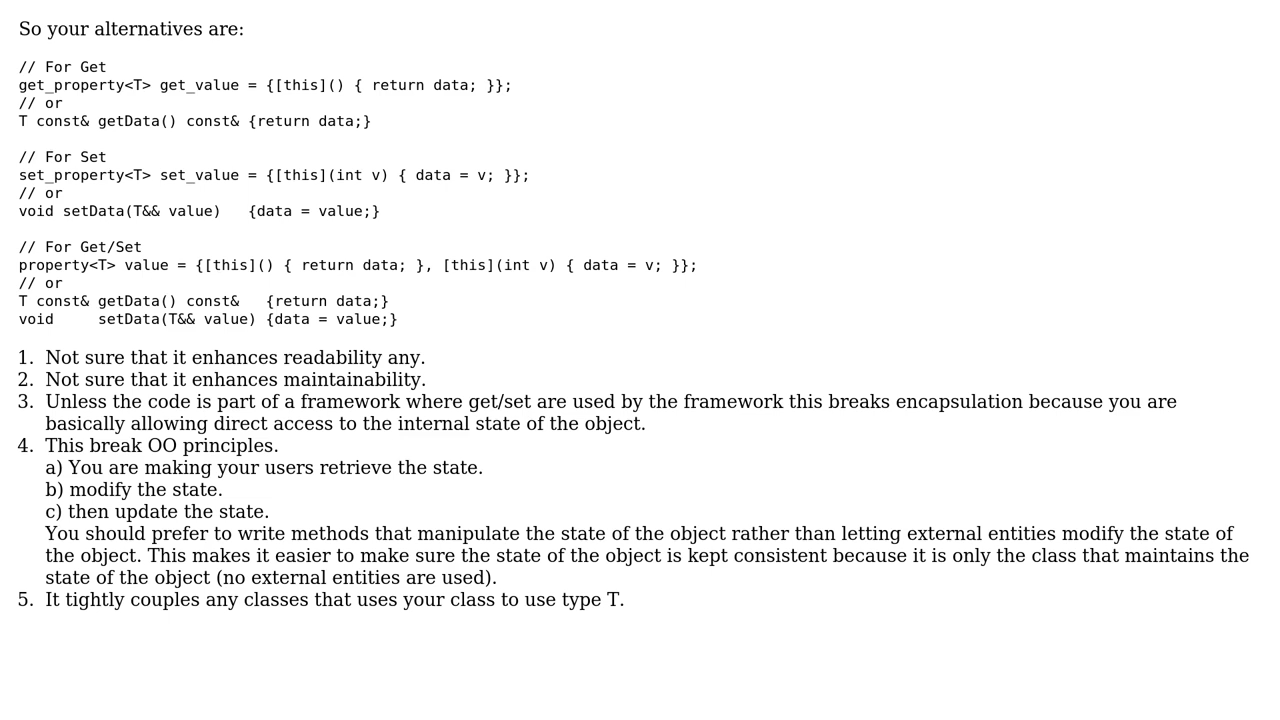 So your alternatives are:
// For Get
get_property<T> get_value = {[this]() { return data; }};
// or
T const& getData() const& {return data;}
// For Set
set_property<T> set_value = {[this](int v) { data = v; }};
// or
void setData(T&& value)   {data = value;}
// For Get/Set
property<T> value = {[this]() { return data; }, [this](int v) { data = v; }};
// or
T const& getData() const&   {return data;}
void     setData(T&& value) {data = value;}
1. Not sure that it enhances readability any.
2. Not sure that it enhances maintainability.
3. Unless the code is part of a framework where get/set are used by the framework this breaks encapsulation because you are
basically allowing direct access to the internal state of the object.
4. This break OO principles.
a) You are making your users retrieve the state.
b) modify the state.
c) then update the state.
You should prefer to write methods that manipulate the state of the object rather than letting external entities modify the state of
the object. This makes it easier to make sure the state of the object is kept consistent because it is only the class that maintains the
state of the object (no external entities are used).
5. It tightly couples any classes that uses your class to use type T.